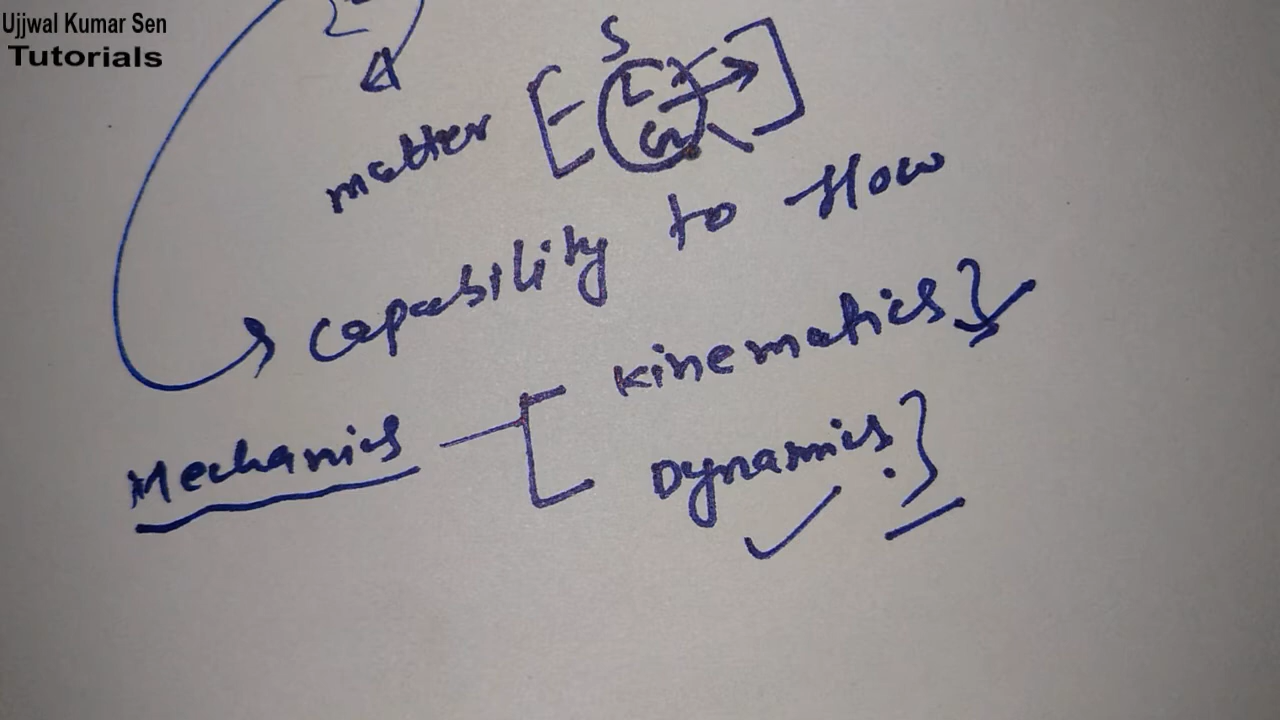 Ujjwal Kumar Sen
Tutorials
matter [ S L G ]
capability to flow
Mechanics
Kinematics
Dynamics